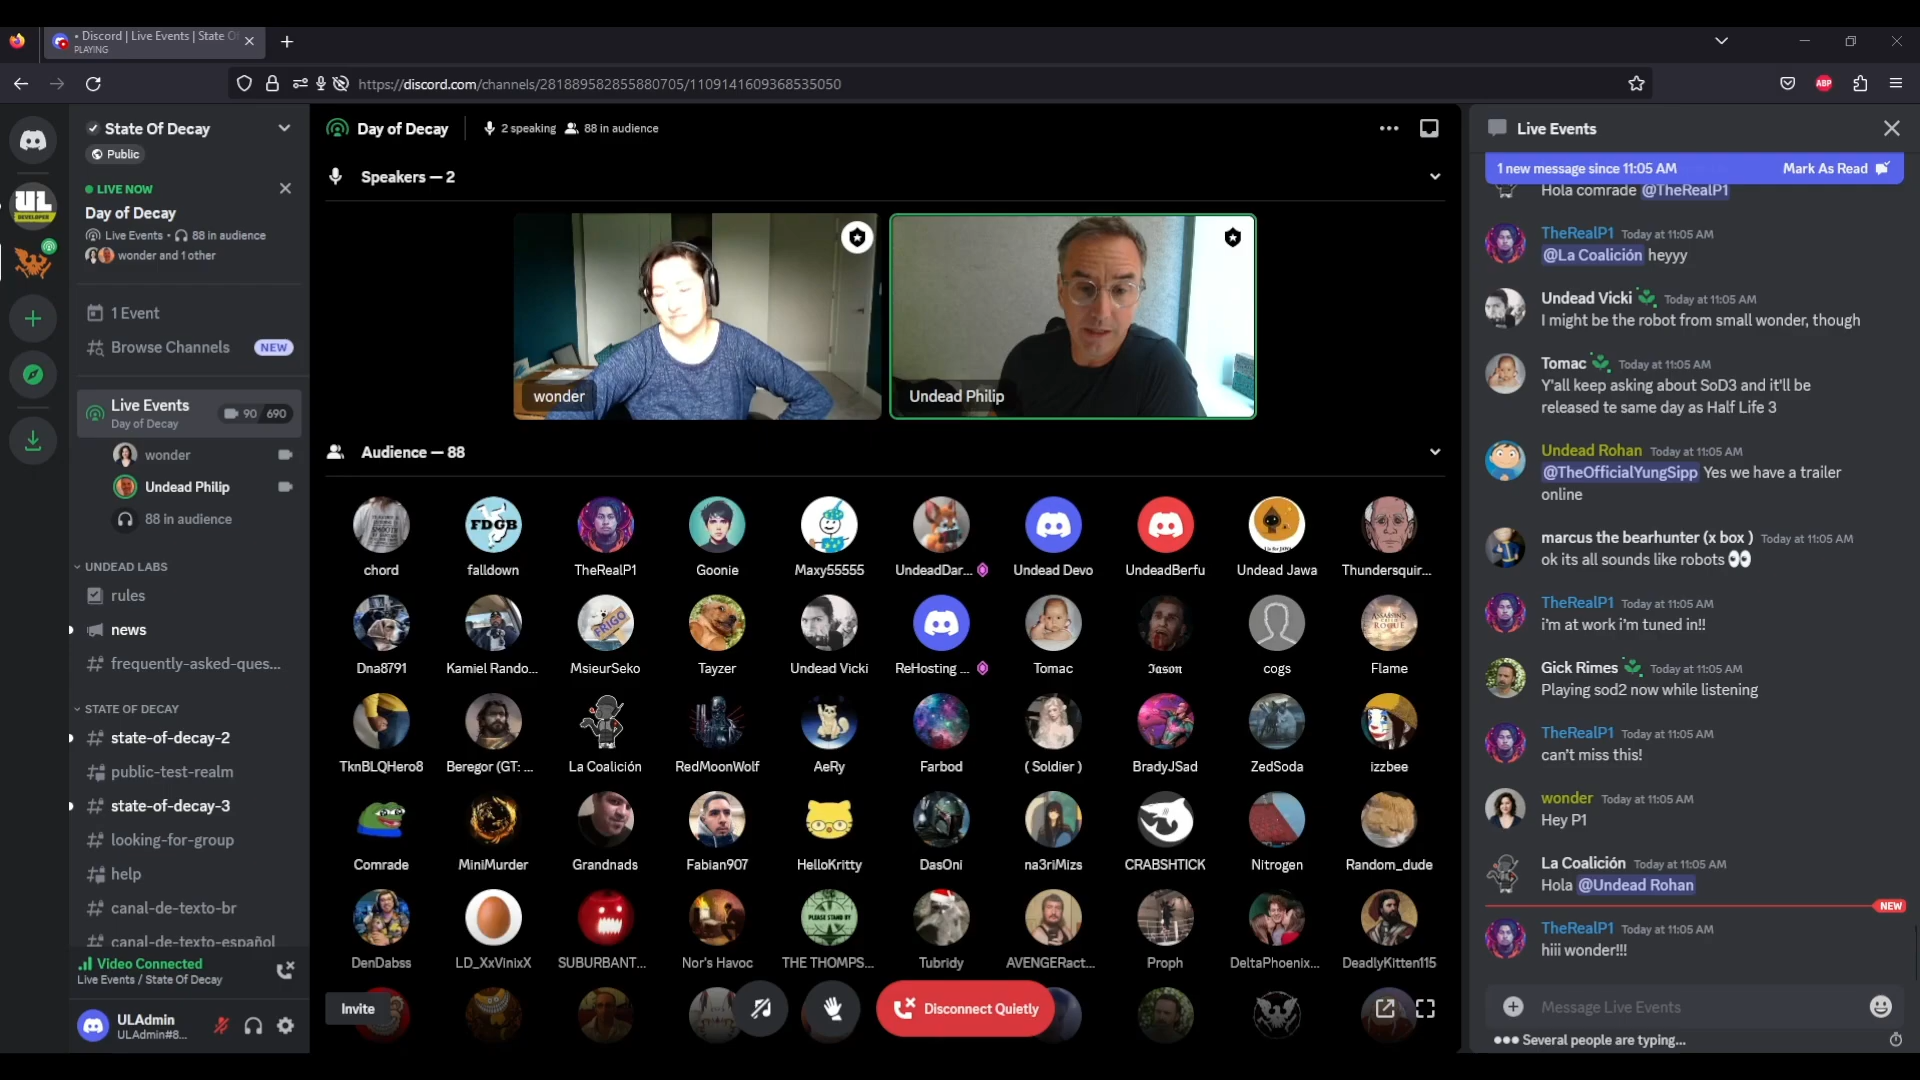 • Discord | Live Events | State O
PLAYING
https://discord.com/channels/281889582855880705/1109141609368535050
ABP
UL
DEVELOPER
State Of Decay
Public
LIVE NOW
Day of Decay
Live Events • 88 in audience
wonder and 1 other
1 Event
Browse Channels NEW
Live Events 90 690
Day of Decay
wonder
Undead Philip
88 in audience
UNDEAD LABS
rules
news
frequently-asked-ques...
STATE OF DECAY
state-of-decay-2
public-test-realm
state-of-decay-3
looking-for-group
help
canal-de-texto-br
canal-de-texto-español
Video Connected
Live Events / State Of Decay
ULAdmin
ULAdmin#8...
Day of Decay 2 speaking 88 in audience
Speakers — 2
wonder
Undead Philip
Audience — 88
FDGB
chord falldown TheRealP1 Goonie Maxy55555 UndeadDar... Undead Devo UndeadBerfu Undead Jawa Thundersquir...
FRIGO
Dna8791 Kamiel Rando... MsieurSeko Tayzer Undead Vicki ReHosting ... Tomac Jason cogs Flame
TknBLQHero8 Beregor (GT: ... La Coalición RedMoonWolf AeRy Farbod ( Soldier ) BradyJSad ZedSoda izzbee
Comrade MiniMurder Grandnads Fabian907 HelloKritty DasOni na3riMizs CRABSHTICK Nitrogen Random_dude
PLEASE STAND BY
DenDabss LD_XxVinixX SUBURBANT... Nor's Havoc THE THOMPS... Tubridy AVENGERact... Proph DeltaPhoenix... DeadlyKitten115
Invite
Disconnect Quietly
Live Events
1 new message since 11:05 AM Mark As Read
Hola comrade @TheRealP1
TheRealP1 Today at 11:05 AM
@La Coalición heyyy
Undead Vicki Today at 11:05 AM
I might be the robot from small wonder, though
Tomac Today at 11:05 AM
Y'all keep asking about SoD3 and it'll be
released te same day as Half Life 3
Undead Rohan Today at 11:05 AM
@TheOfficialYungSipp Yes we have a trailer
online
marcus the bearhunter (x box ) Today at 11:05 AM
ok its all sounds like robots 👀
TheRealP1 Today at 11:05 AM
i'm at work i'm tuned in!!
Gick Rimes Today at 11:05 AM
Playing sod2 now while listening
TheRealP1 Today at 11:05 AM
can't miss this!
wonder Today at 11:05 AM
Hey P1
La Coalición Today at 11:05 AM
Hola @Undead Rohan
NEW
TheRealP1 Today at 11:05 AM
hiii wonder!!!
Message Live Events
Several people are typing...